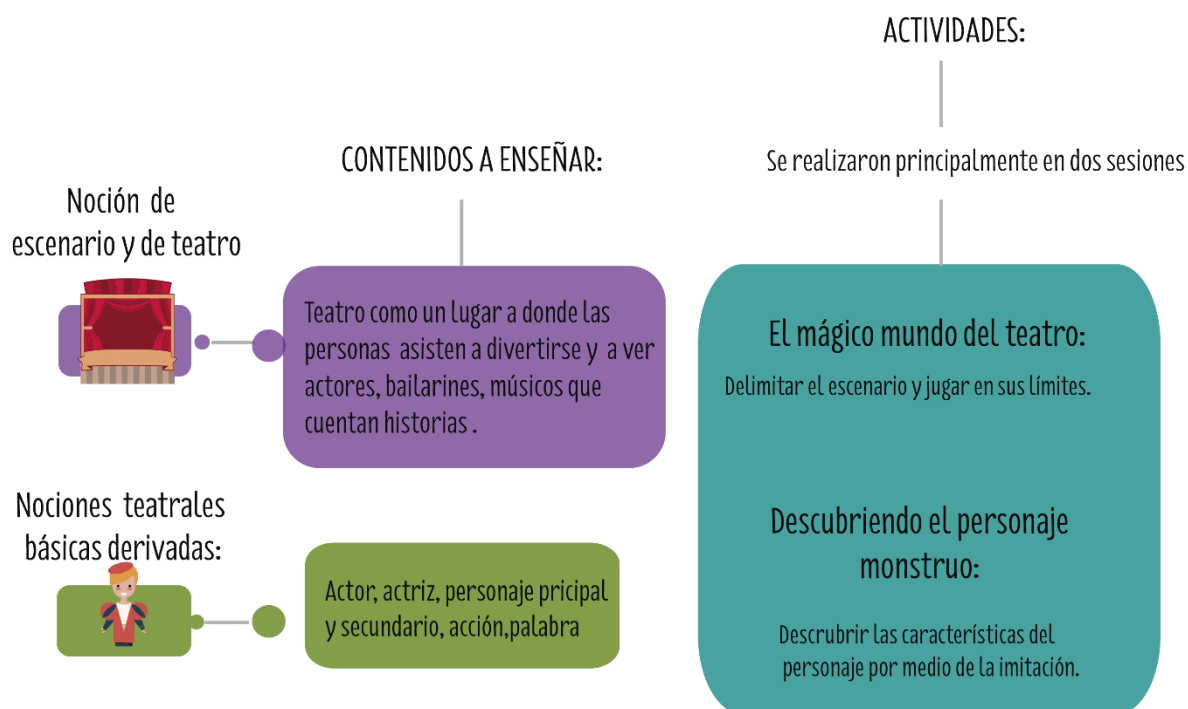 ACTIVIDADES:
Se realizaron principalmente en dos sesiones
CONTENIDOS A ENSEÑAR:
Noción de
escenario y de teatro
Teatro como un lugar a donde las
personas asisten a divertirse y a ver
actores, bailarines, músicos que
cuentan historias .
Nociones teatrales
básicas derivadas:
Actor, actriz, personaje pricipal
y secundario, acción,palabra
El mágico mundo del teatro:
Delimitar el escenario y jugar en sus límites.
Descubriendo el personaje
monstruo:
Descrubrir las características del
personaje por medio de la imitación.